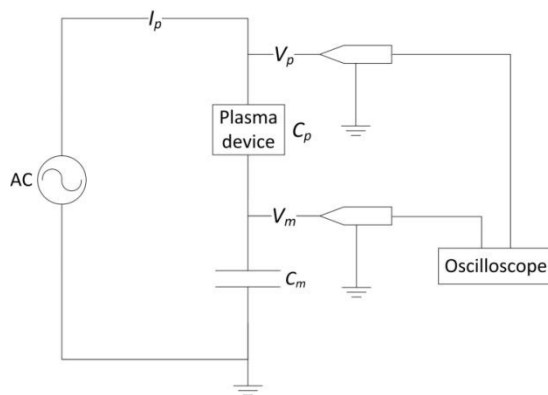 I_p
V_p
Plasma
device
C_p
AC
V_m
Oscilloscope
C_m